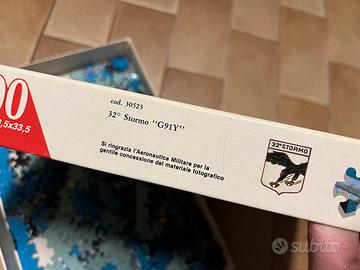 00
,5x33,5
cod. 30523
32° Stormo "G91Y"
Si ringrazia l'Aeronautica Militare per la
gentile concessione del materiale fotografico
32° STORMO
subito